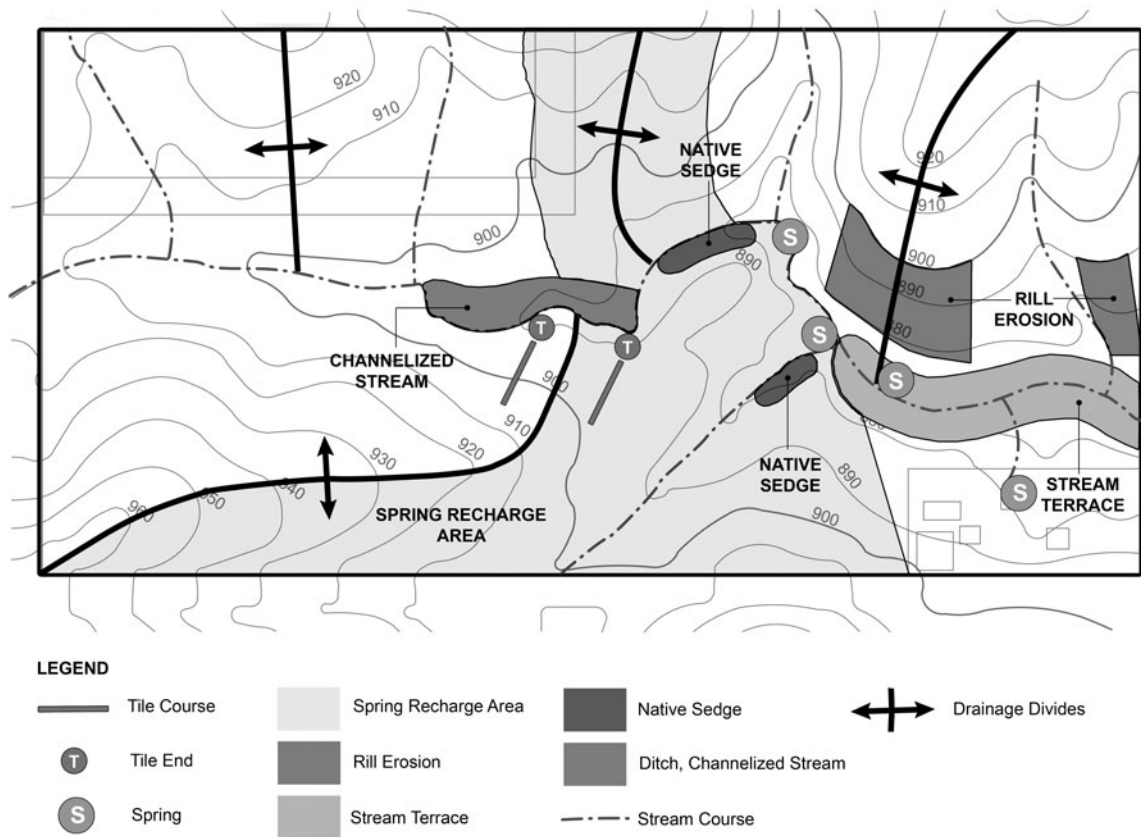 920
910
900
NATIVE
SEDGE
890
920
910
900
890
880
RILL
EROSION
S
S
S
S
T
T
CHANNELIZED
STREAM
900
910
920
930
940
950
960
SPRING RECHARGE
AREA
NATIVE
SEDGE
890
900
STREAM
TERRACE
LEGEND
Tile Course
Spring Recharge Area
Native Sedge
Drainage Divides
T
Tile End
Rill Erosion
Ditch, Channelized Stream
S
Spring
Stream Terrace
Stream Course